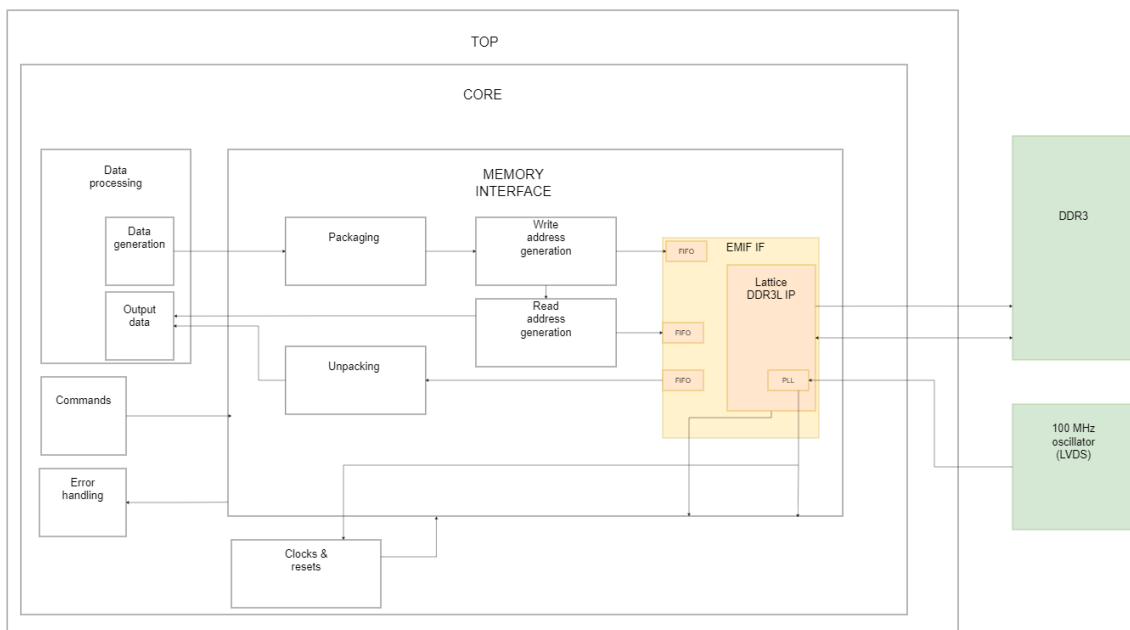 TOP
CORE
Data
processing
Data
generation
Output
data
Commands
Error
handling
MEMORY
INTERFACE
Packaging
Write
address
generation
Read
address
generation
Unpacking
EMIF IF
FIFO
FIFO
FIFO
Lattice
DDR3L IP
PLL
Clocks &
resets
DDR3
100 MHz
oscillator
(LVDS)